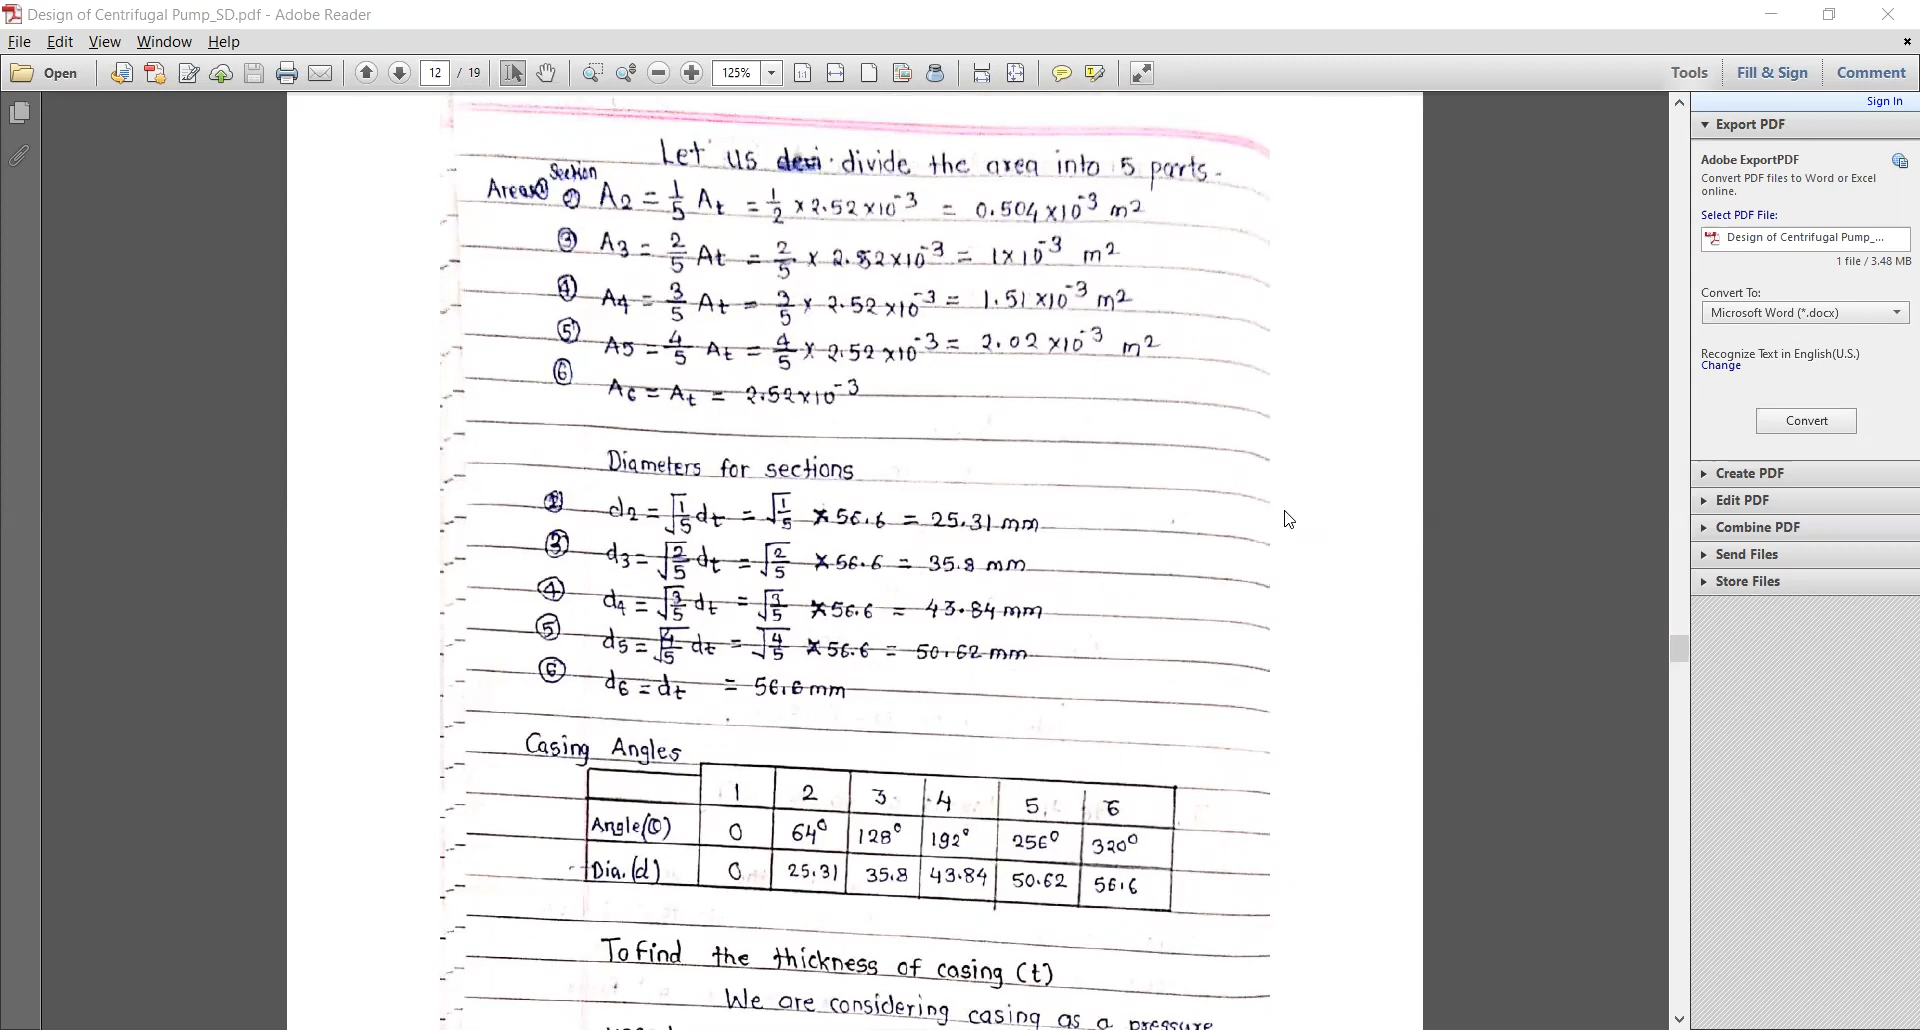 Design of Centrifugal Pump_SD.pdf - Adobe Reader
File Edit View Window Help
Open 12 / 19 125% Tools Fill & Sign Comment
Sign In
Let us divide the area into 5 parts.
Areas Section
② A2 = 1/5 At = 1/2 × 2.52×10⁻³ = 0.504×10⁻³ m²
③ A3 = 2/5 At = 2/5 × 2.52×10⁻³ = 1×10⁻³ m²
④ A4 = 3/5 At = 3/5 × 2.52×10⁻³ = 1.51×10⁻³ m²
⑤ A5 = 4/5 At = 4/5 × 2.52×10⁻³ = 2.02×10⁻³ m²
⑥ A6 = At = 2.52×10⁻³
Diameters for sections
② d2 = √1/5 dt = √1/5 × 56.6 = 25.31 mm
③ d3 = √2/5 dt = √2/5 × 56.6 = 35.8 mm
④ d4 = √3/5 dt = √3/5 × 56.6 = 43.84 mm
⑤ d5 = √4/5 dt = √4/5 × 56.6 = 50.62 mm
⑥ d6 = dt = 56.6 mm
Casing Angles
1 2 3 4 5 6
Angle(θ) 0 64° 128° 192° 256° 320°
Dia.(d) 0 25.31 35.8 43.84 50.62 56.6
To Find the thickness of casing (t)
We are considering casing as a pressure
Export PDF
Adobe ExportPDF
Convert PDF files to Word or Excel
online.
Select PDF File:
Design of Centrifugal Pump_...
1 file / 3.48 MB
Convert To:
Microsoft Word (*.docx)
Recognize Text in English(U.S.)
Change
Convert
Create PDF
Edit PDF
Combine PDF
Send Files
Store Files